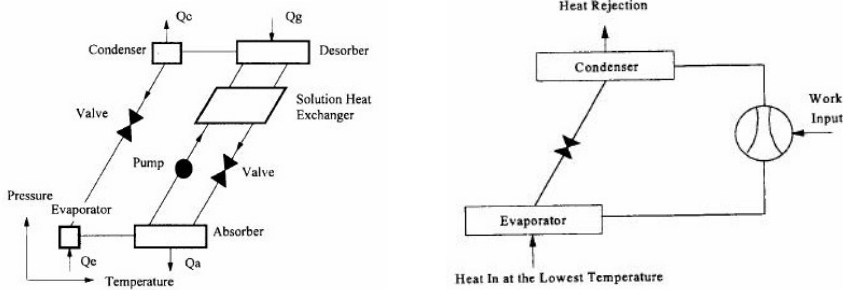 Qc
Qg
Condenser
Desorber
Solution Heat
Exchanger
Valve
Pump
Valve
Pressure
Evaporator
Absorber
Qe
Qa
Temperature
Heat Rejection
Condenser
Work
Input
Evaporator
Heat In at the Lowest Temperature